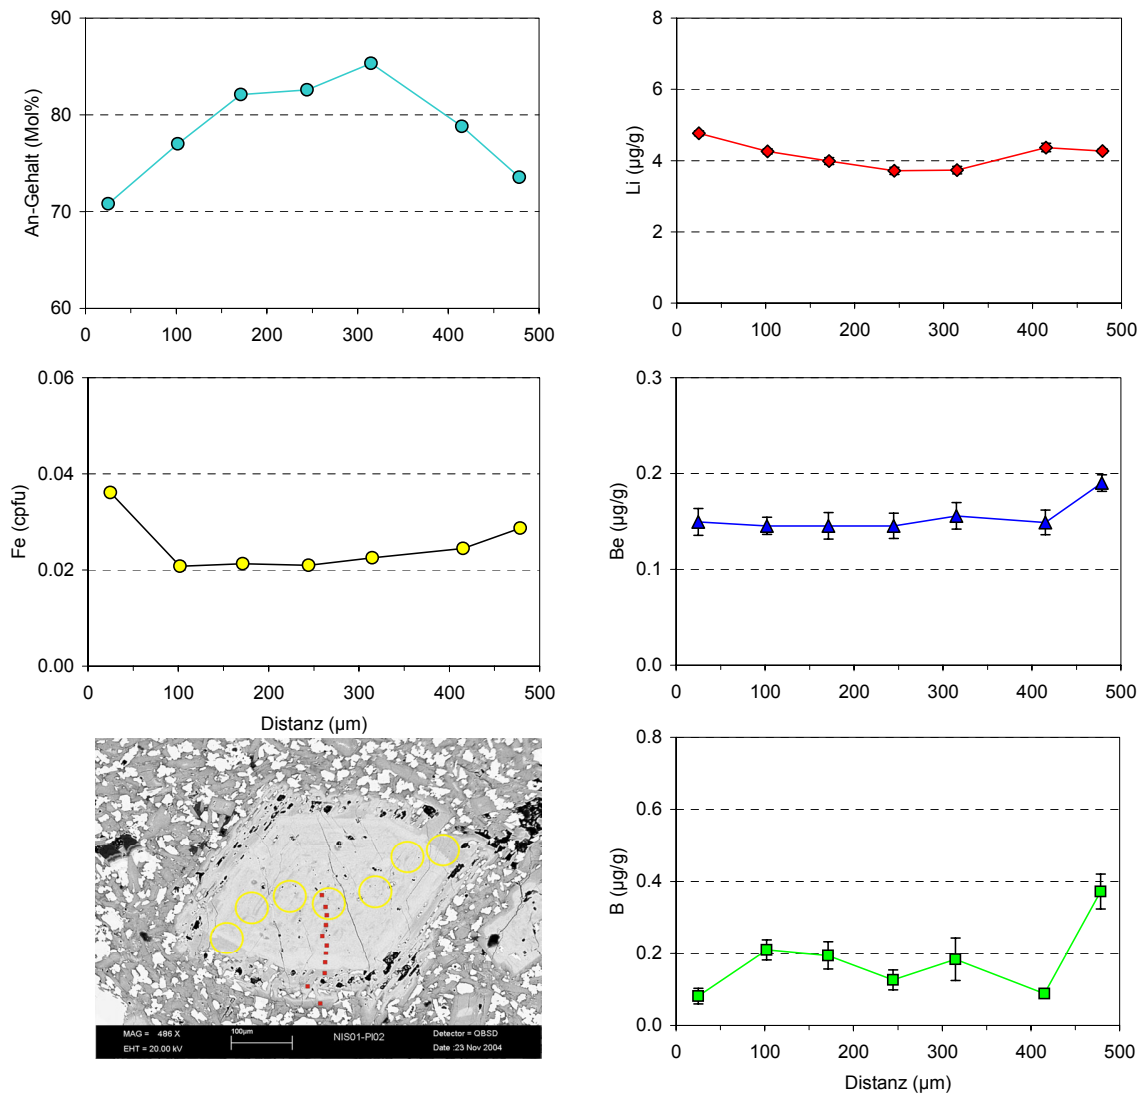 90
80
70
60
An-Gehalt (Mol%)
0 100 200 300 400 500
8
6
4
2
0
Li (µg/g)
0 100 200 300 400 500
0.06
0.04
0.02
0.00
Fe (cpfu)
0 100 200 300 400 500
Distanz (µm)
0.3
0.2
0.1
0.0
Be (µg/g)
0 100 200 300 400 500
MAG = 486 X
EHT = 20.00 kV
100µm
NIS01-Pl02
Detector = QBSD
Date :23 Nov 2004
0.8
0.6
0.4
0.2
0.0
B (µg/g)
0 100 200 300 400 500
Distanz (µm)